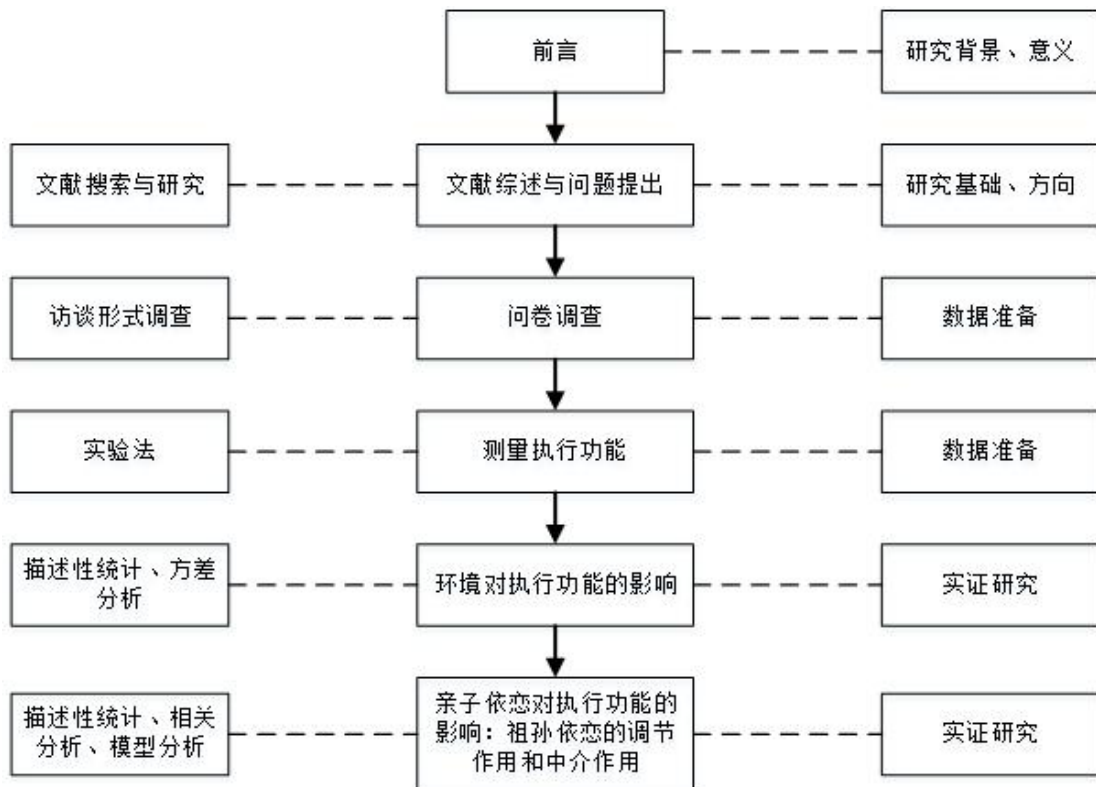 前言
研究背景、意义
文献搜索与研究
文献综述与问题提出
研究基础、方向
访谈形式调查
问卷调查
数据准备
实验法
测量执行功能
数据准备
描述性统计、方差
分析
环境对执行功能的影响
实证研究
描述性统计、相关
分析、模型分析
亲子依恋对执行功能的
影响：祖孙依恋的调节
作用和中介作用
实证研究